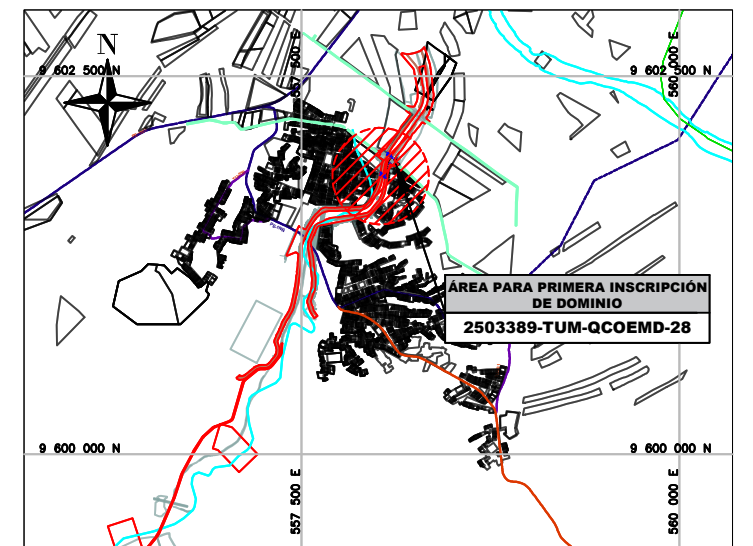 N
557 500 E
560 000 E
9 602 500 N
9 602 500 N
ÁREA PARA PRIMERA INSCRIPCIÓN
DE DOMINIO
2503389-TUM-QCOEMD-28
9 600 000 N
9 600 000 N
557 500 E
560 000 E